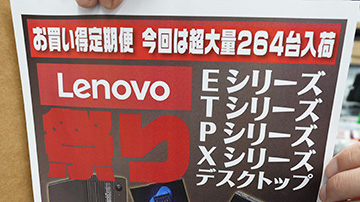 お買い得定期便 今回は超大量264台入荷
Lenovo
祭り
Eシリーズ
Tシリーズ
Pシリーズ
Xシリーズ
デスクトップ